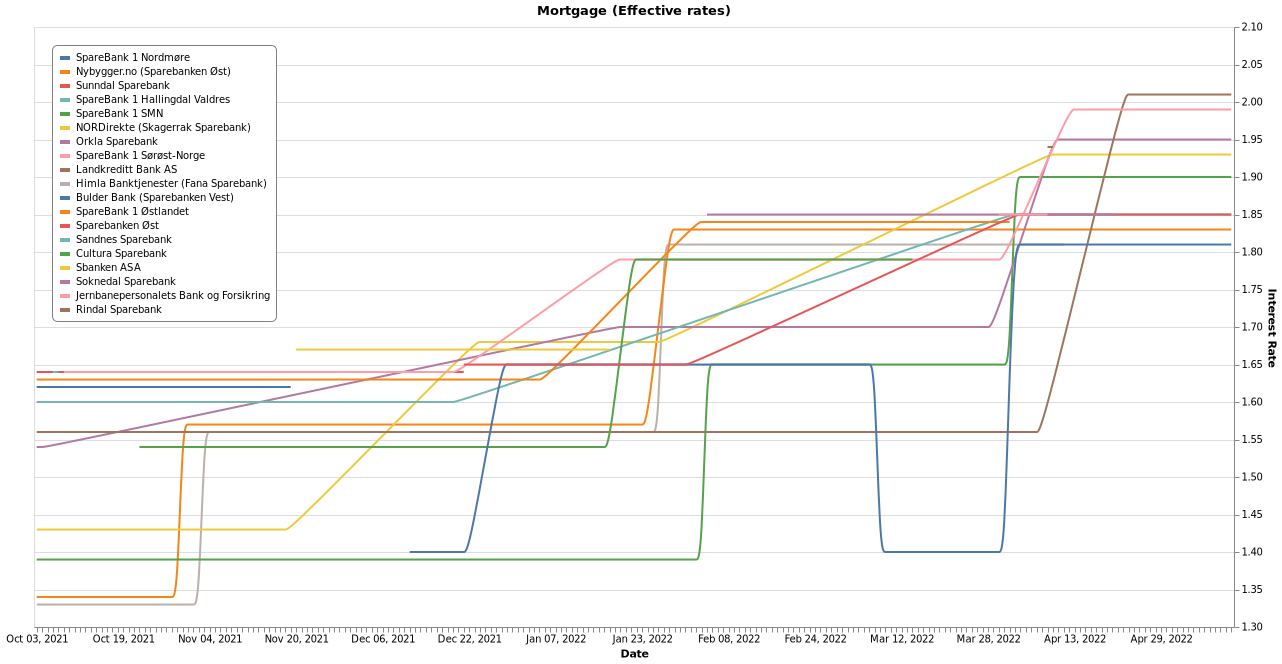 Mortgage (Effective rates)
SpareBank 1 Nordmøre
Nybygger.no (Sparebanken Øst)
Sunndal Sparebank
SpareBank 1 Hallingdal Valdres
SpareBank 1 SMN
NORDirekte (Skagerrak Sparebank)
Orkla Sparebank
SpareBank 1 Sørøst-Norge
Landkreditt Bank AS
Himla Banktjenester (Fana Sparebank)
Bulder Bank (Sparebanken Vest)
SpareBank 1 Østlandet
Sparebanken Øst
Sandnes Sparebank
Cultura Sparebank
Sbanken ASA
Soknedal Sparebank
Jernbanepersonalets Bank og Forsikring
Rindal Sparebank
2.10
2.05
2.00
1.95
1.90
1.85
1.80
1.75
1.70
1.65
1.60
1.55
1.50
1.45
1.40
1.35
1.30
Interest Rate
Oct 03, 2021 Oct 19, 2021 Nov 04, 2021 Nov 20, 2021 Dec 06, 2021 Dec 22, 2021 Jan 07, 2022 Jan 23, 2022 Feb 08, 2022 Feb 24, 2022 Mar 12, 2022 Mar 28, 2022 Apr 13, 2022 Apr 29, 2022
Date